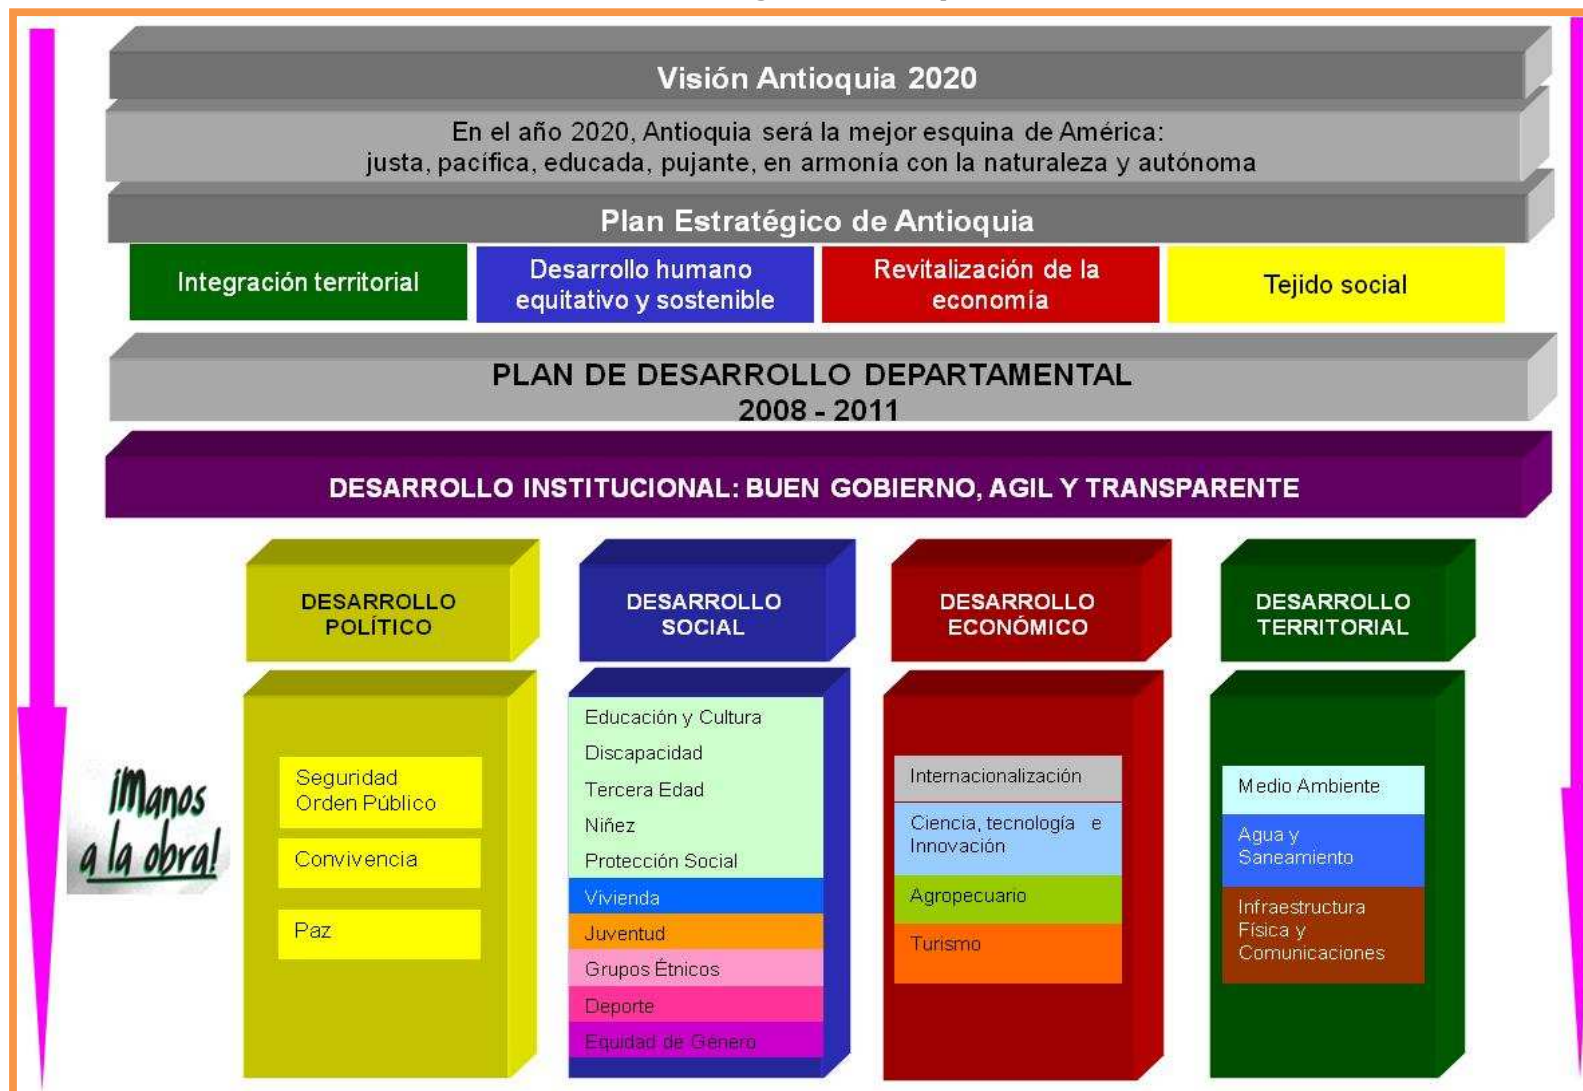 Visión Antioquia 2020
En el año 2020, Antioquia será la mejor esquina de América:
justa, pacífica, educada, pujante, en armonía con la naturaleza y autónoma
Plan Estratégico de Antioquia
Integración territorial
Desarrollo humano
equitativo y sostenible
Revitalización de la
economía
Tejido social
PLAN DE DESARROLLO DEPARTAMENTAL
2008 - 2011
DESARROLLO INSTITUCIONAL: BUEN GOBIERNO, AGIL Y TRANSPARENTE
DESARROLLO
POLÍTICO
Seguridad
Orden Público
Convivencia
Paz
DESARROLLO
SOCIAL
Educación y Cultura
Discapacidad
Tercera Edad
Niñez
Protección Social
Vivienda
Juventud
Grupos Étnicos
Deporte
Equidad de Género
DESARROLLO
ECONÓMICO
Internacionalización
Ciencia, tecnología e
Innovación
Agropecuario
Turismo
DESARROLLO
TERRITORIAL
Medio Ambiente
Agua y
Saneamiento
Infraestructura
Física y
Comunicaciones
¡Manos
a la obra!